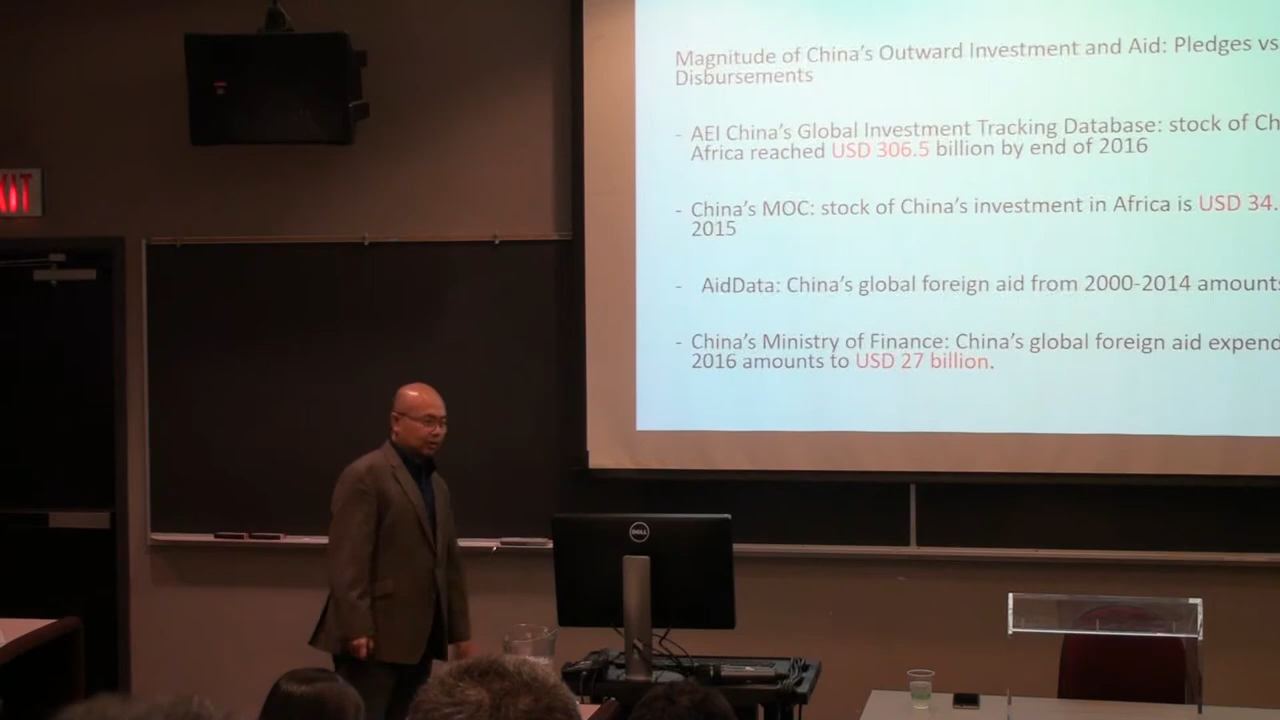 Magnitude of China's Outward Investment and Aid: Pledges vs
Disbursements
- AEI China's Global Investment Tracking Database: stock of Ch
Africa reached USD 306.5 billion by end of 2016
- China's MOC: stock of China's investment in Africa is USD 34.
2015
- AidData: China's global foreign aid from 2000-2014 amounts
- China's Ministry of Finance: China's global foreign aid expend
2016 amounts to USD 27 billion.
XIT
DELL